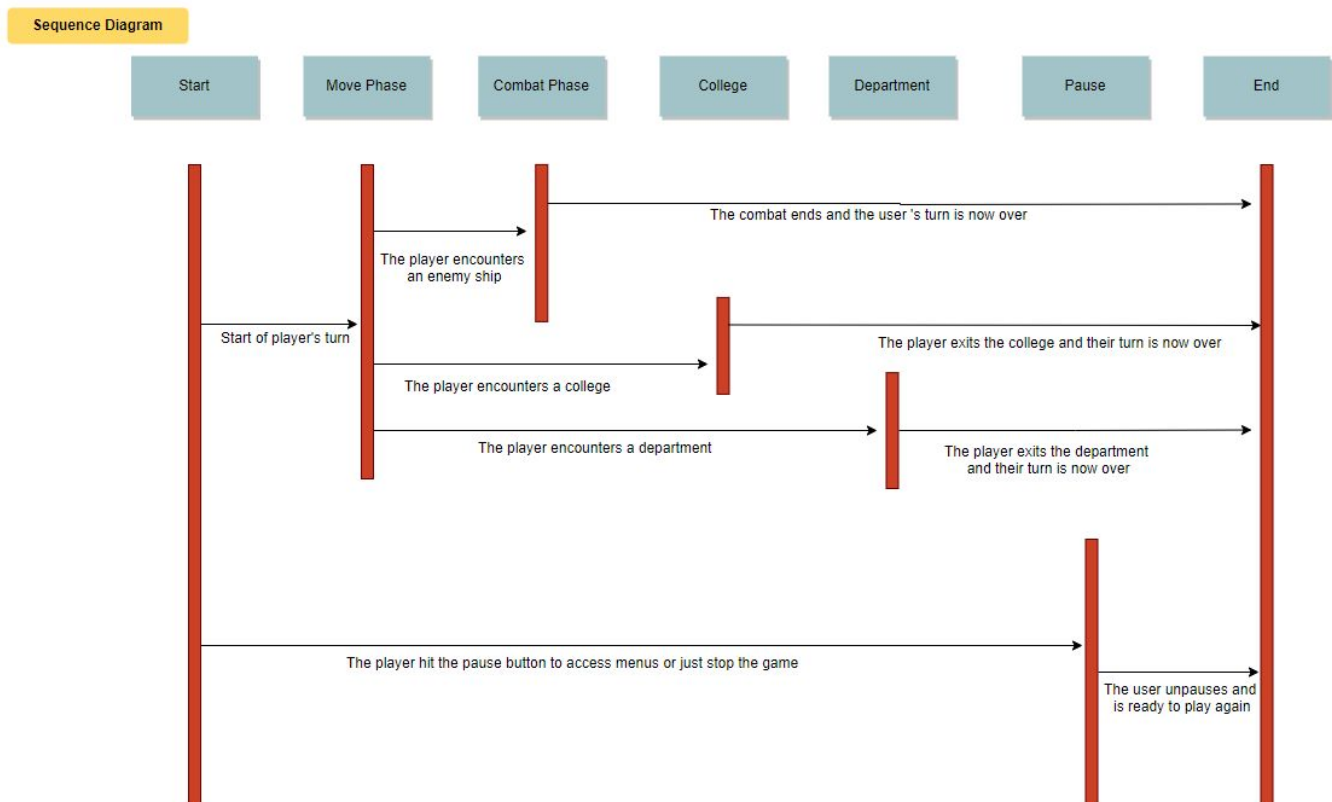 Sequence Diagram
Start
Move Phase
Combat Phase
College
Department
Pause
End
The combat ends and the user 's turn is now over
The player encounters
an enemy ship
Start of player's turn
The player exits the college and their turn is now over
The player encounters a college
The player encounters a department
The player exits the department
and their turn is now over
The player hit the pause button to access menus or just stop the game
The user unpauses and
is ready to play again